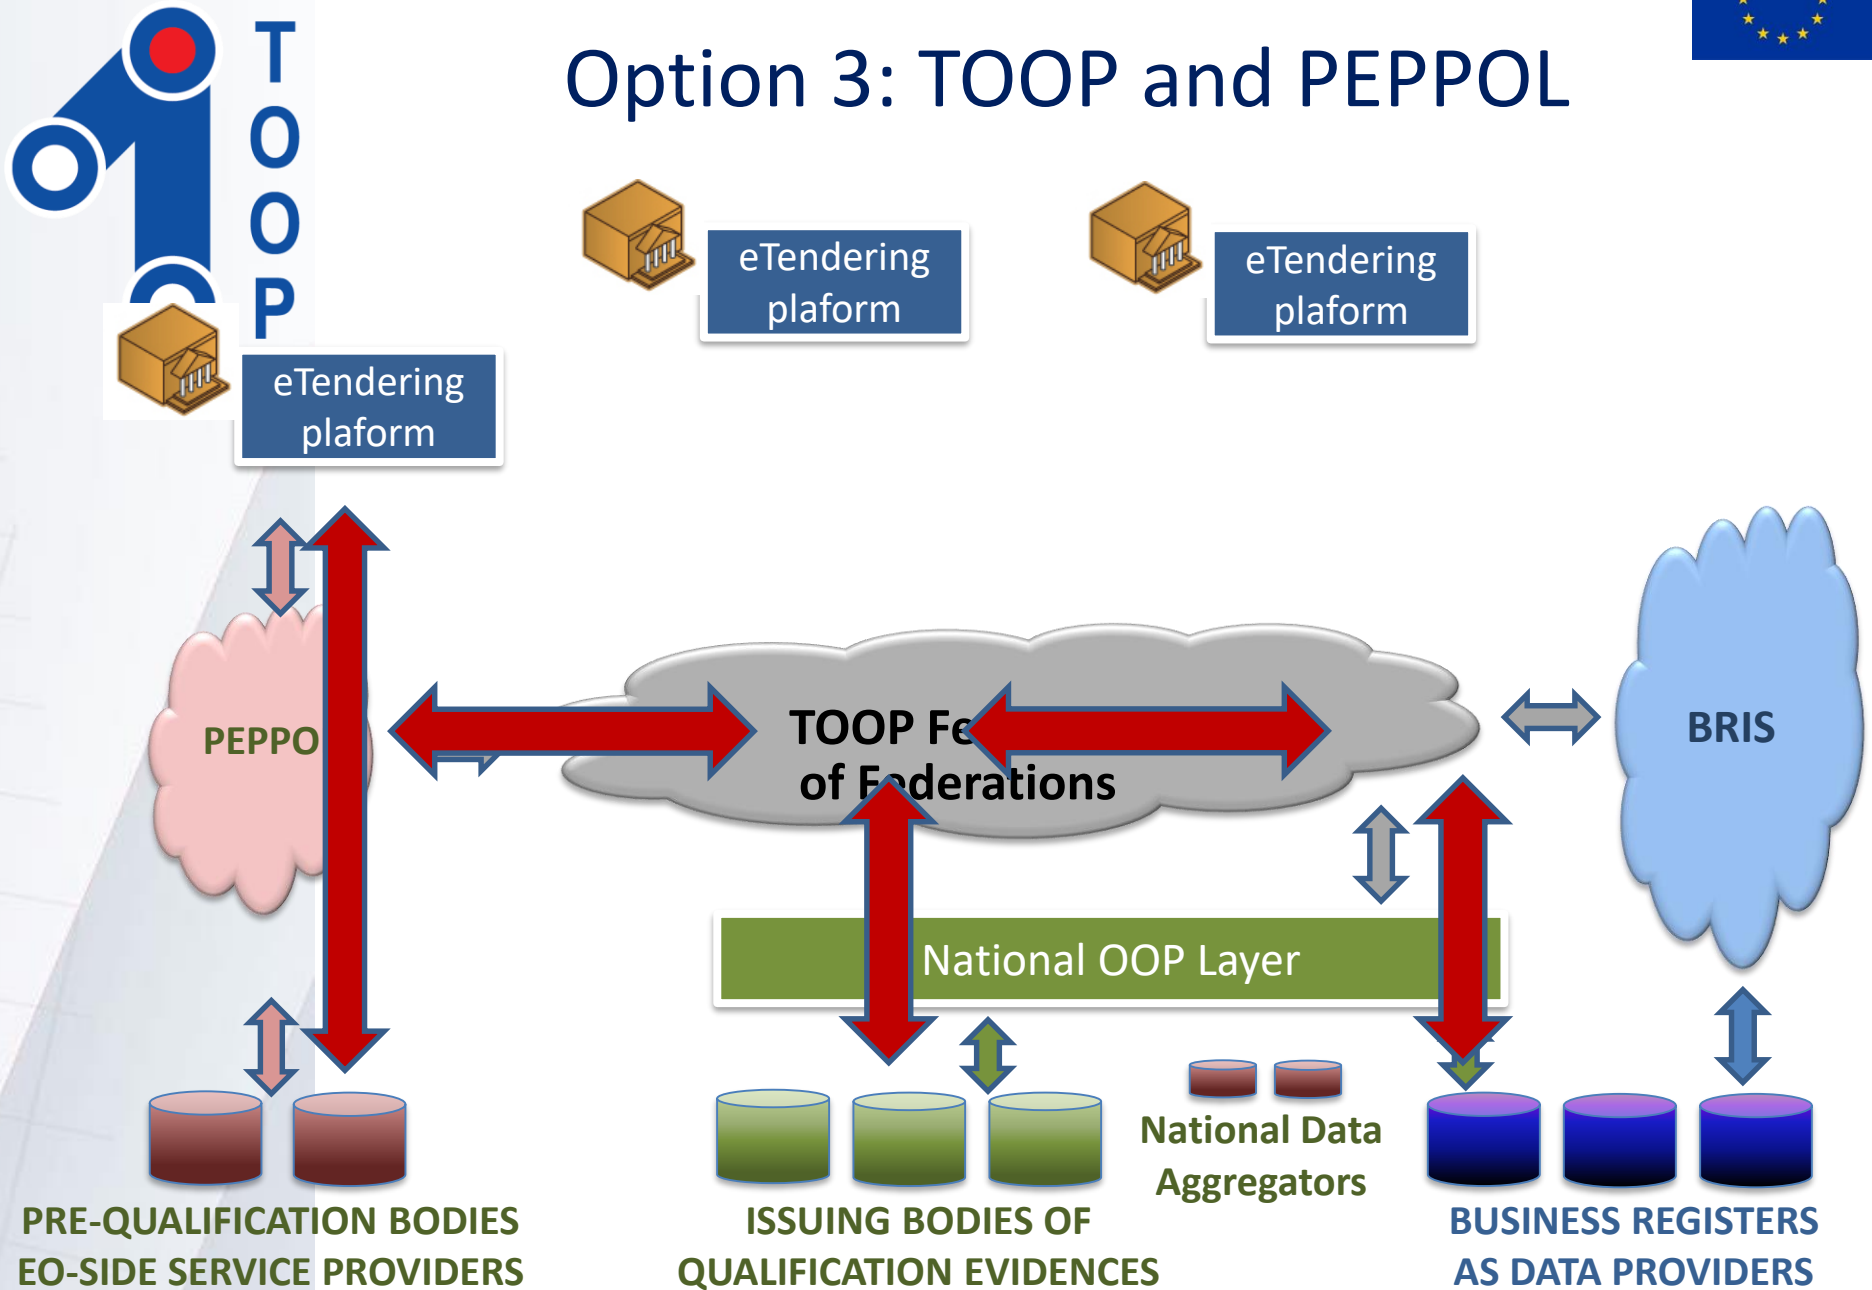 TOOP
Option 3: TOOP and PEPPOL
eTendering
plaform
eTendering
plaform
eTendering
plaform
PEPPO
TOOP Fe
of Federations
BRIS
National OOP Layer
National Data
Aggregators
PRE-QUALIFICATION BODIES
EO-SIDE SERVICE PROVIDERS
ISSUING BODIES OF
QUALIFICATION EVIDENCES
BUSINESS REGISTERS
AS DATA PROVIDERS